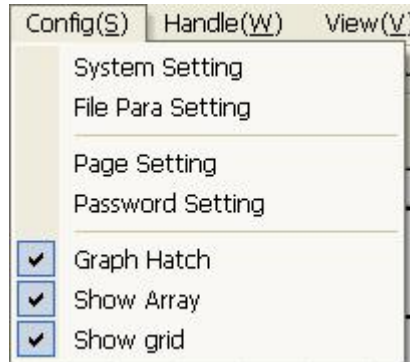 Config(S) Handle(W) View(V)
System Setting
File Para Setting
Page Setting
Password Setting
Graph Hatch
Show Array
Show grid